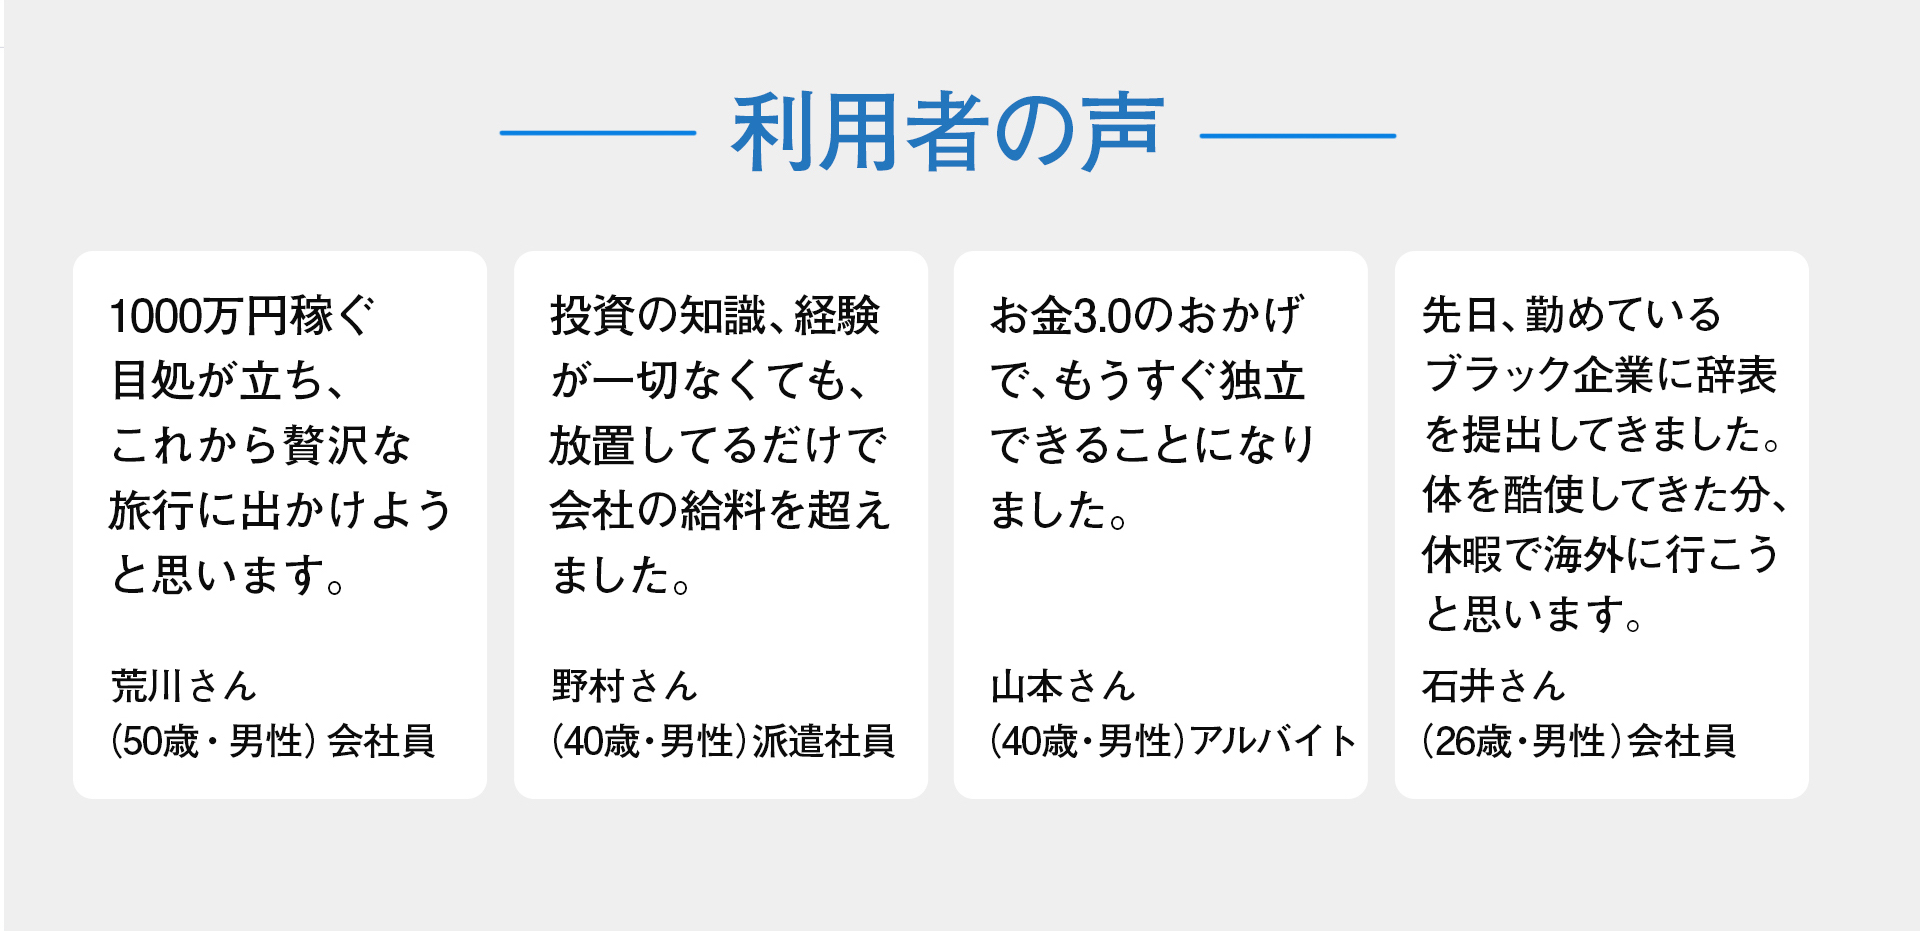 利用者の声
1000万円稼ぐ
目処が立ち、
これから贅沢な
旅行に出かけよう
と思います。
荒川さん
(50歳・男性) 会社員
投資の知識、経験
が一切なくても、
放置してるだけで
会社の給料を超え
ました。
野村さん
(40歳・男性)派遣社員
お金3.0のおかげ
で、もうすぐ独立
できることになり
ました。
山本さん
(40歳・男性)アルバイト
先日、勤めている
ブラック企業に辞表
を提出してきました。
体を酷使してきた分、
休暇で海外に行こう
と思います。
石井さん
(26歳・男性)会社員